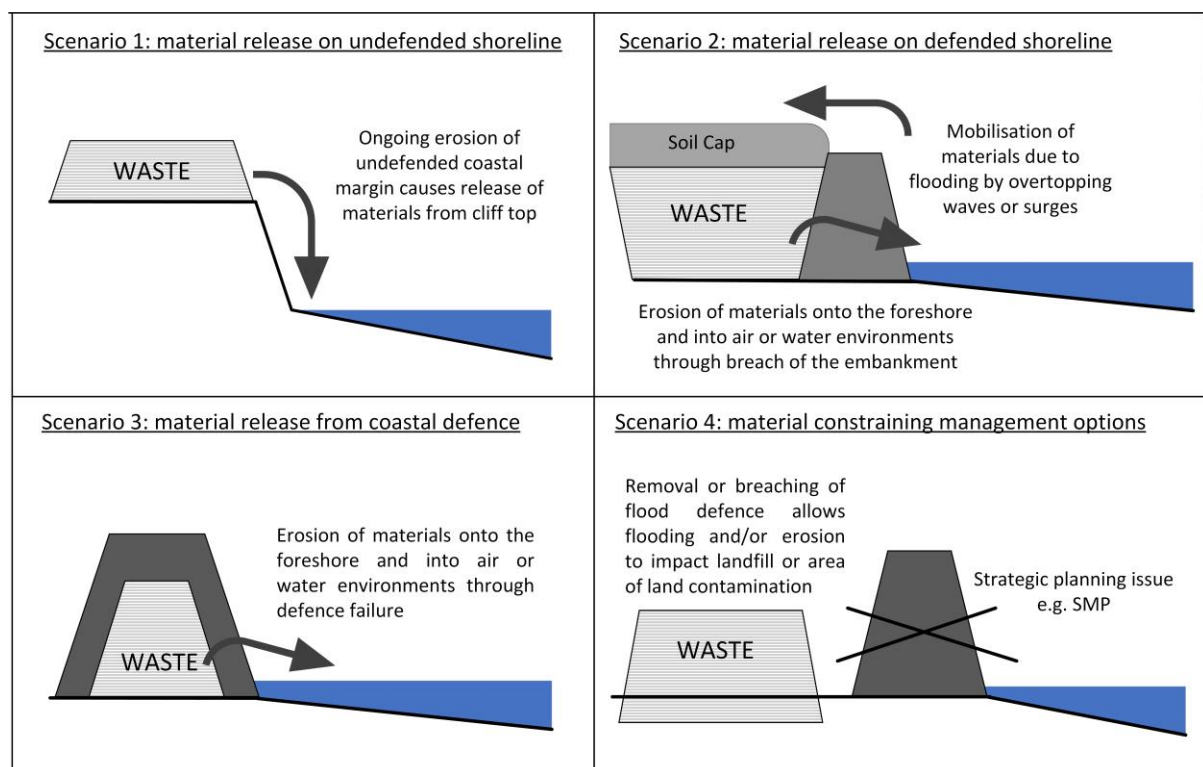 Scenario 1: material release on undefended shoreline
WASTE
Ongoing erosion of
undefended coastal
margin causes release of
materials from cliff top
Scenario 2: material release on defended shoreline
Soil Cap
WASTE
Mobilisation of
materials due to
flooding by overtopping
waves or surges
Erosion of materials onto the foreshore
and into air or water environments
through breach of the embankment
Scenario 3: material release from coastal defence
Erosion of materials onto the
foreshore and into air or
water environments through
defence failure
WASTE
Scenario 4: material constraining management options
Removal or breaching of
flood defence allows
flooding and/or erosion
to impact landfill or area
of land contamination
Strategic planning issue
e.g. SMP
WASTE